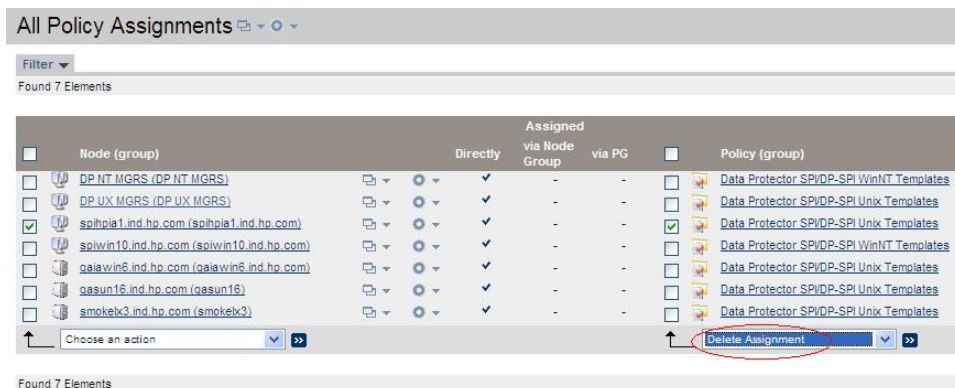 All Policy Assignments
Filter
Found 7 Elements
Assigned
Node (group) Directly via Node Group via PG Policy (group)
DP NT MGRS (DP NT MGRS) - - Data Protector SPI/DP-SPI WinNT Templates
DP UX MGRS (DP UX MGRS) - - Data Protector SPI/DP-SPI Unix Templates
spihpia1.ind.hp.com (spihpia1.ind.hp.com) - - Data Protector SPI/DP-SPI Unix Templates
spiwin10.ind.hp.com (spiwin10.ind.hp.com) - - Data Protector SPI/DP-SPI WinNT Templates
gaiawin6.ind.hp.com (gaiawin6.ind.hp.com) - - Data Protector SPI/DP-SPI Unix Templates
gasun16.ind.hp.com (gasun16) - - Data Protector SPI/DP-SPI Unix Templates
smokelx3.ind.hp.com (smokelx3) - - Data Protector SPI/DP-SPI Unix Templates
Choose an action Delete Assignment
Found 7 Elements